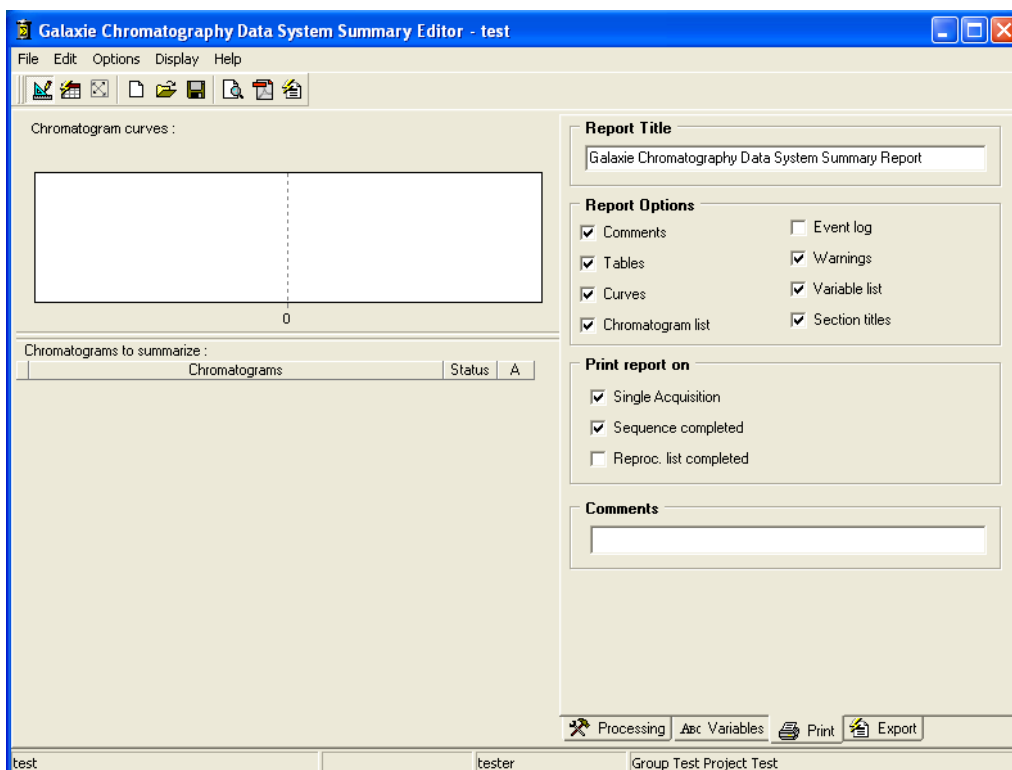 Galaxie Chromatography Data System Summary Editor - test
File Edit Options Display Help
Chromatogram curves :
0
Chromatograms to summarize :
Chromatograms Status A
Report Title
Galaxie Chromatography Data System Summary Report
Report Options
Comments
Tables
Curves
Chromatogram list
Event log
Warnings
Variable list
Section titles
Print report on
Single Acquisition
Sequence completed
Reproc. list completed
Comments
Processing ABC Variables Print Export
test tester Group Test Project Test